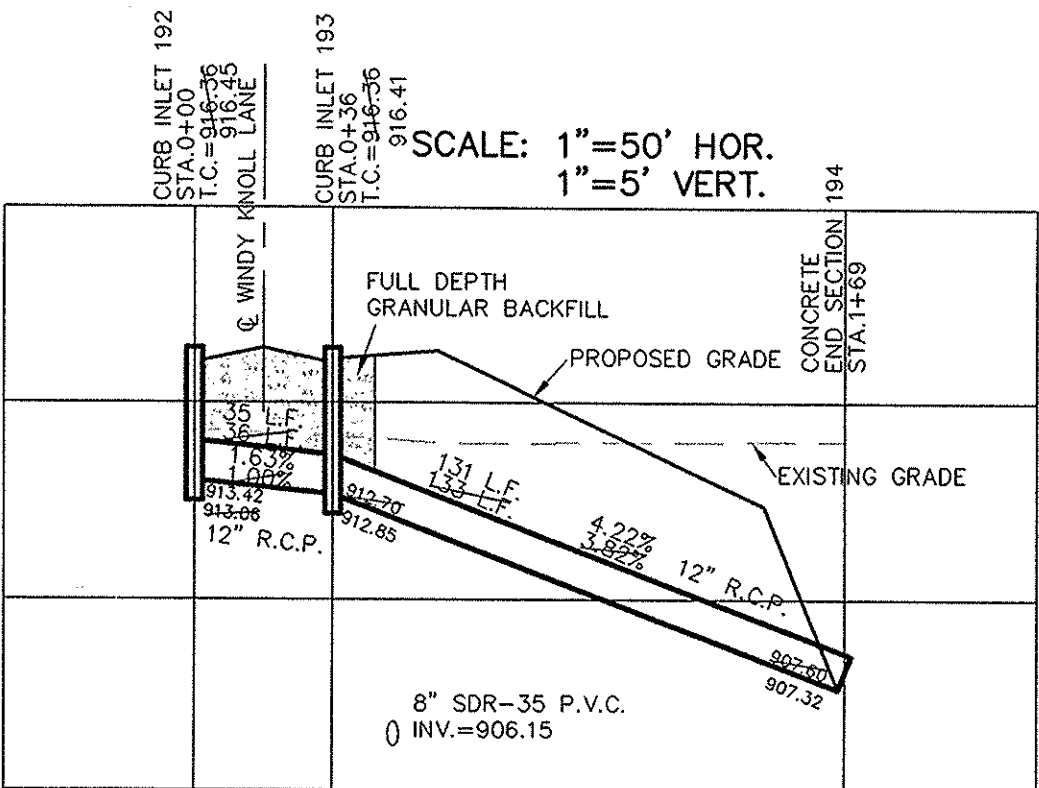 CURB INLET 192
STA.0+00
T.C.=916.36
916.45
℄ WINDY KNOLL LANE
CURB INLET 193
STA.0+36
T.C.=916.36
916.41
SCALE: 1"=50' HOR.
1"=5' VERT.
CONCRETE
END SECTION 194
STA.1+69
FULL DEPTH
GRANULAR BACKFILL
PROPOSED GRADE
EXISTING GRADE
35 L.F.
36 L.F.
1.63%
1.00%
913.42
913.06
12" R.C.P.
912.70
912.85
131 L.F.
133 L.F.
4.22%
3.82%
12" R.C.P.
907.60
907.32
8" SDR-35 P.V.C.
INV.=906.15